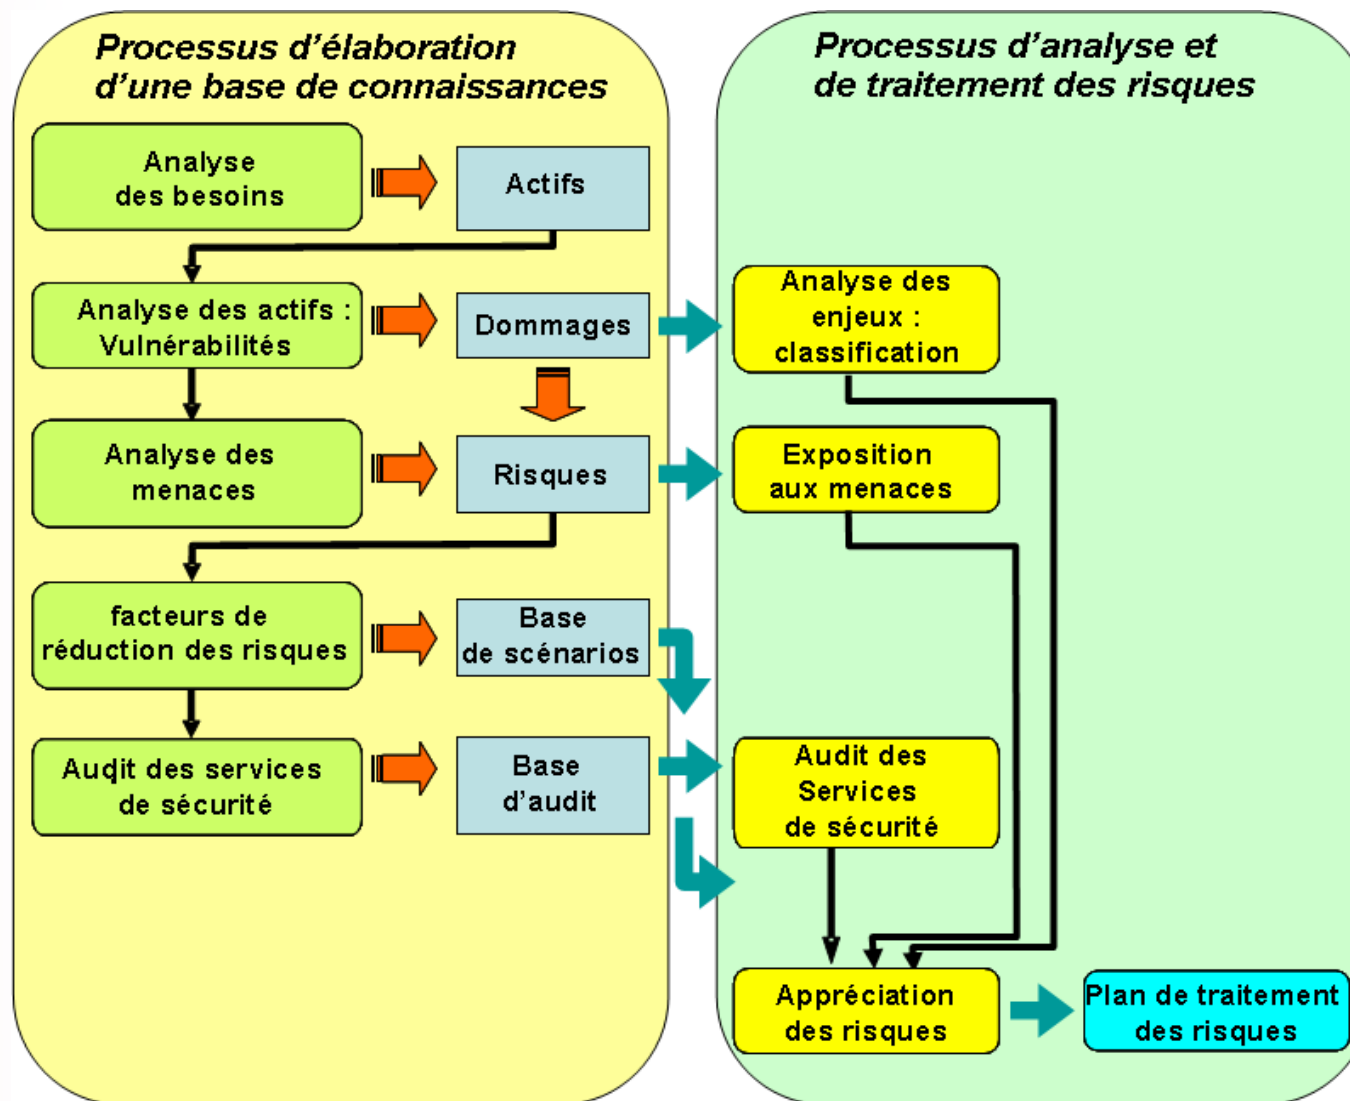 Processus d'élaboration
d'une base de connaissances
Analyse
des besoins
Actifs
Analyse des actifs :
Vulnérabilités
Dommages
Analyse des
menaces
Risques
facteurs de
réduction des risques
Base
de scénarios
Audit des services
de sécurité
Base
d'audit
Processus d'analyse et
de traitement des risques
Analyse des
enjeux :
classification
Exposition
aux menaces
Audit des
Services
de sécurité
Appréciation
des risques
Plan de traitement
des risques